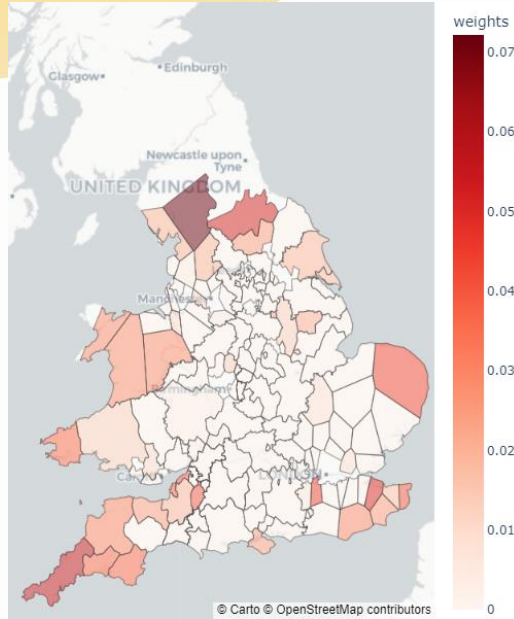 weights
0.07
0.06
0.05
0.04
0.03
0.02
0.01
0
Glasgow
Edinburgh
Newcastle upon
Tyne
UNITED KINGDOM
© Carto © OpenStreetMap contributors